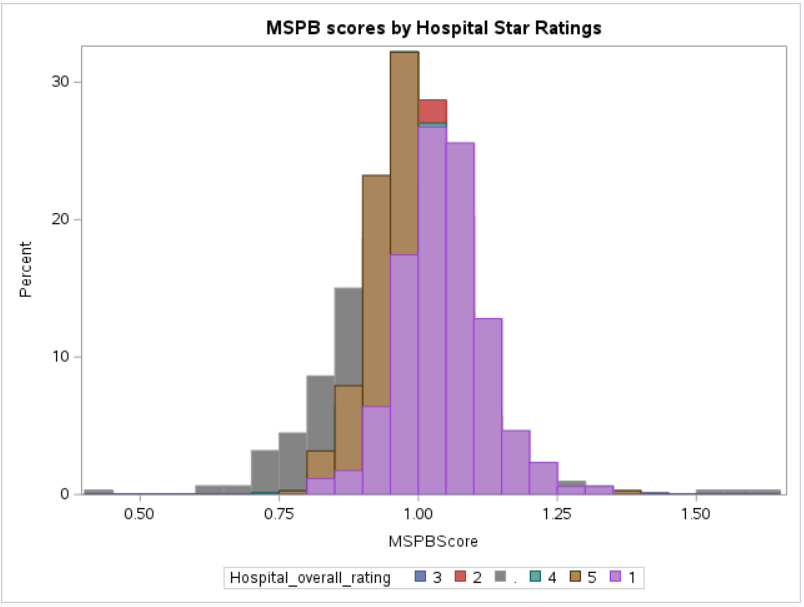 MSPB scores by Hospital Star Ratings
30
20
10
0
Percent
0.50 0.75 1.00 1.25 1.50
MSPBScore
Hospital_overall_rating 3 2 . 4 5 1